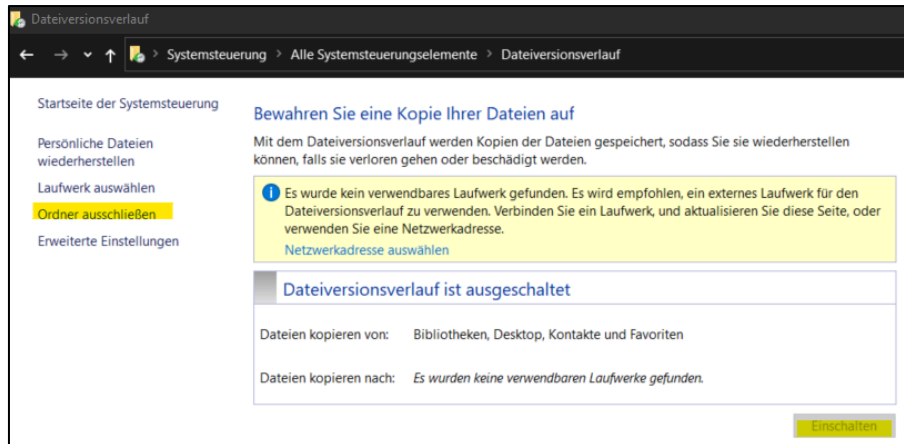 Dateiversionsverlauf
Systemsteuerung > Alle Systemsteuerungselemente > Dateiversionsverlauf
Startseite der Systemsteuerung
Persönliche Dateien
wiederherstellen
Laufwerk auswählen
Ordner ausschließen
Erweiterte Einstellungen
Bewahren Sie eine Kopie Ihrer Dateien auf
Mit dem Dateiversionsverlauf werden Kopien der Dateien gespeichert, sodass Sie sie wiederherstellen
können, falls sie verloren gehen oder beschädigt werden.
Es wurde kein verwendbares Laufwerk gefunden. Es wird empfohlen, ein externes Laufwerk für den
Dateiversionsverlauf zu verwenden. Verbinden Sie ein Laufwerk, und aktualisieren Sie diese Seite, oder
verwenden Sie eine Netzwerkadresse.
Netzwerkadresse auswählen
Dateiversionsverlauf ist ausgeschaltet
Dateien kopieren von: Bibliotheken, Desktop, Kontakte und Favoriten
Dateien kopieren nach: Es wurden keine verwendbaren Laufwerke gefunden.
Einschalten